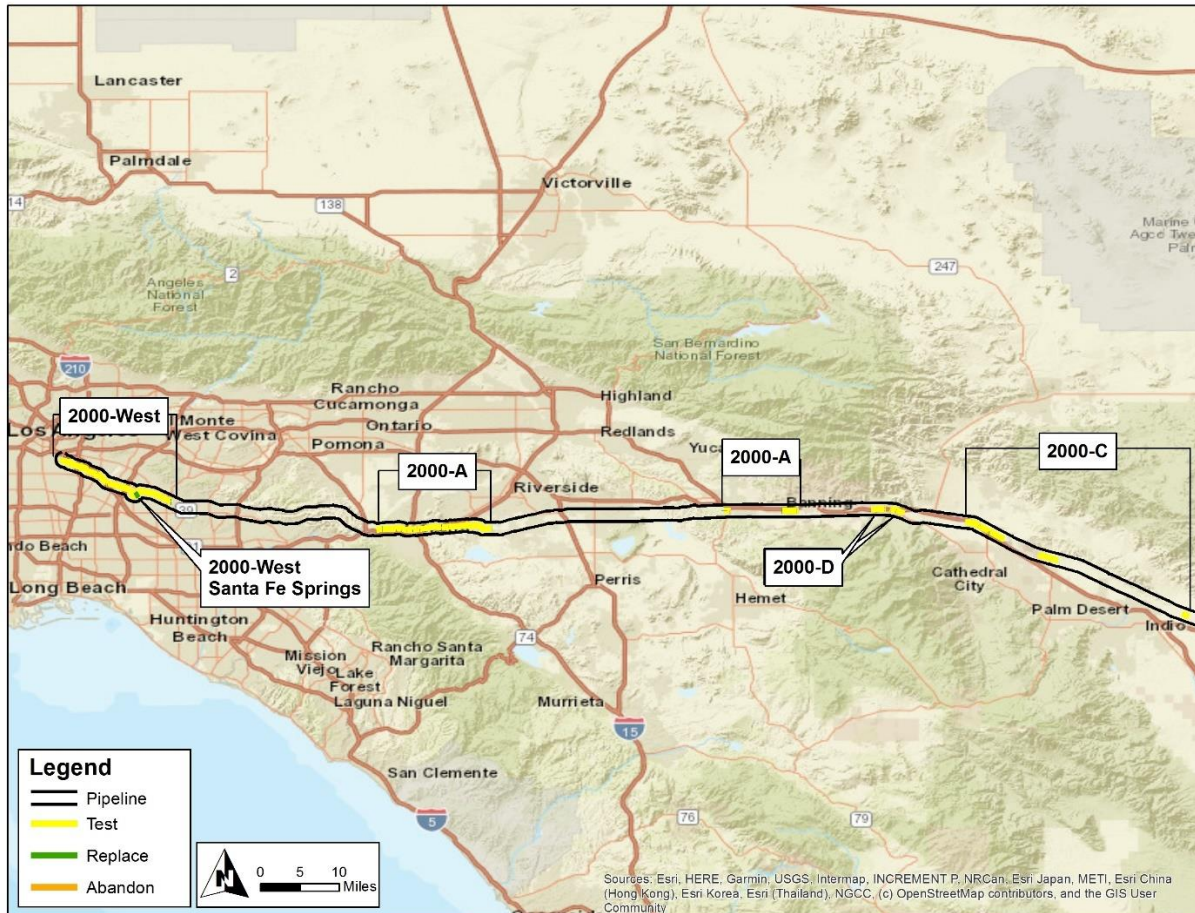 Lancaster
Palmdale
Victorville
14
138
Marine
Agcd Twe
Palm
247
2
Angeles
National
Forest
San Bernardino
National Forest
210
Rancho
Cucamonga
Highland
2000-West
Monte
West Covina
Ontario
Pomona
Redlands
Los Angeles
2000-A
Yuca
2000-A
2000-C
Riverside
Banning
39
ndo Beach
91
2000-West
Santa Fe Springs
2000-D
Cathedral
City
Long Beach
Perris
Hemet
Palm Desert
Indio
Huntington
Beach
74
Mission
Viejo
Rancho Santa
Margarita
Lake
Forest
Laguna Niguel
Murrieta
15
San Clemente
5
76
79
Legend
Pipeline
Test
Replace
Abandon
N
0 5 10
Miles
Sources: Esri, HERE, Garmin, USGS, Intermap, INCREMENT P, NRCan, Esri Japan, METI, Esri China
(Hong Kong), Esri Korea, Esri (Thailand), NGCC, (c) OpenStreetMap contributors, and the GIS User
Community